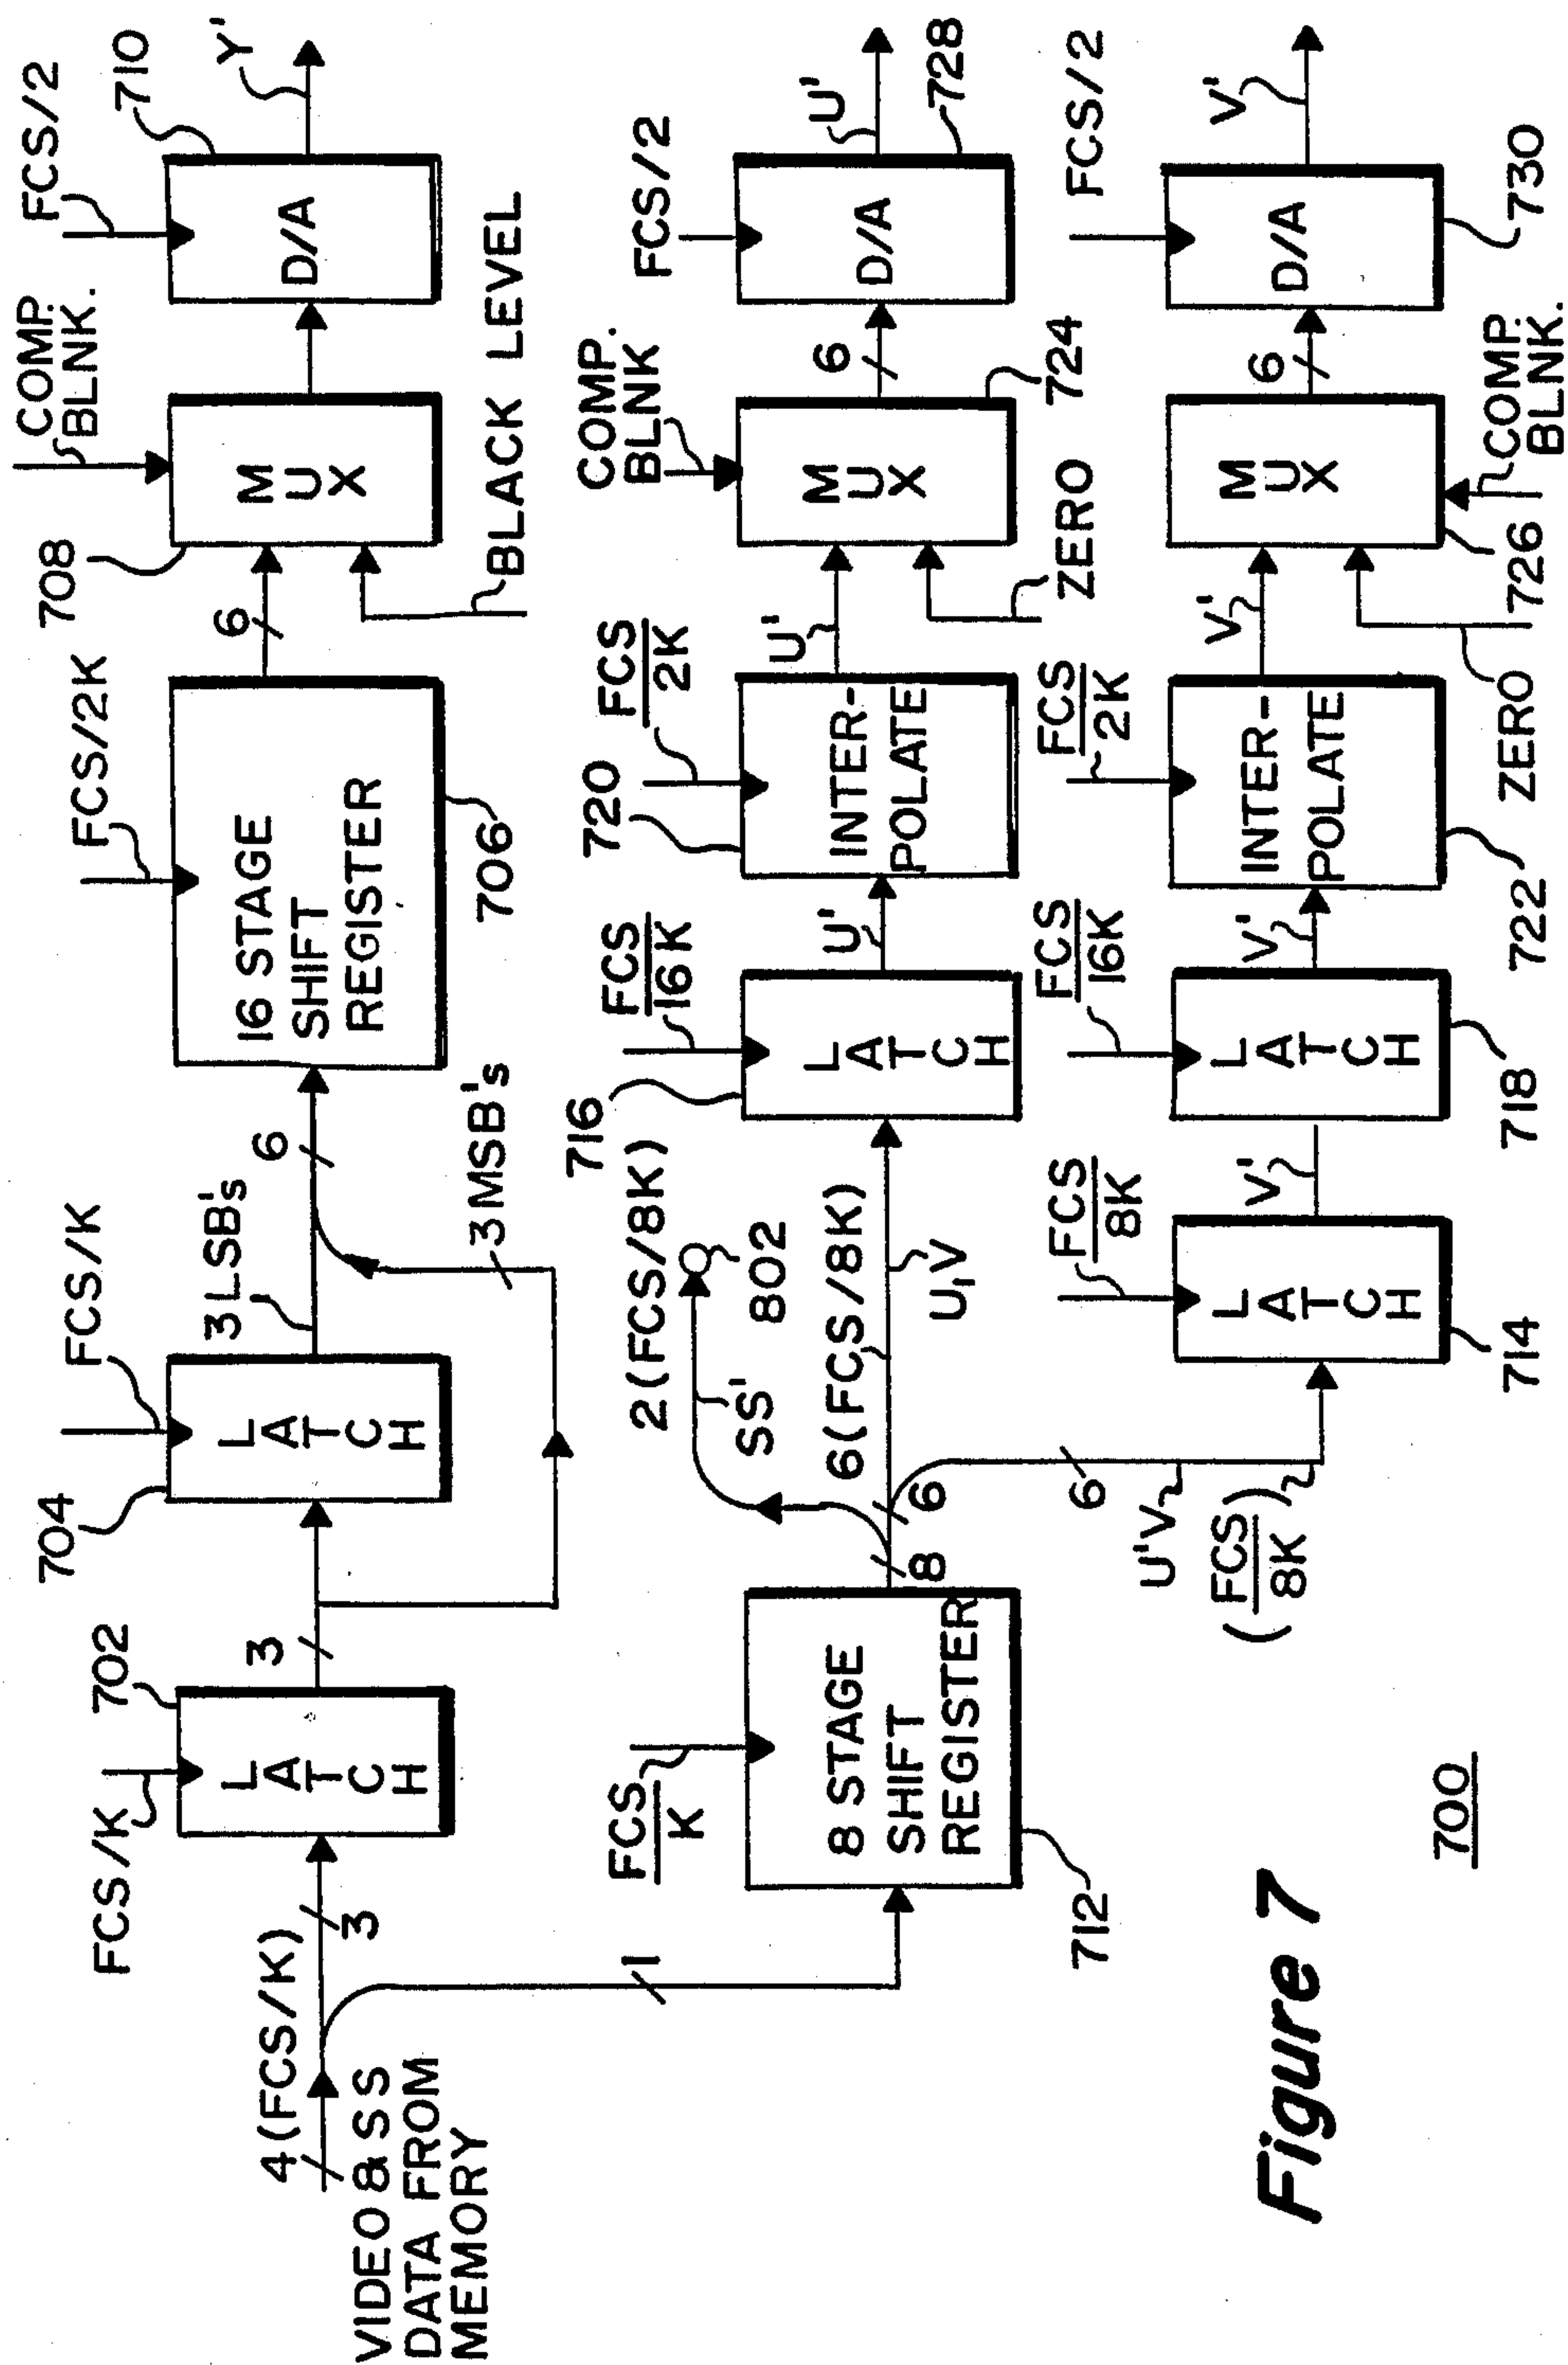 FCS/K
702
704
FCS/K
FCS/2K
708
COMP.
BLNK.
FCS/2
710
Y'
4(FCS/K)
3
LATCH
3
LATCH
3LSB's
6
16 STAGE
SHIFT
REGISTER
6
MUX
D/A
VIDEO & SS
DATA FROM
MEMORY
3MSB's
706
BLACK LEVEL
1
FCS
K
2(FCS/8K)
SS'
802
716
FCS
16K
720
FCS
2K
COMP.
BLNK.
FCS/2
U'
712
8 STAGE
SHIFT
REGISTER
8
6
6(FCS/8K)
U,V
LATCH
U'
INTER-
POLATE
U'
MUX
6
D/A
ZERO
724
728
6
U'V
(FCS
8K)
FCS
8K
FCS
16K
FCS
2K
FCS/2
714
LATCH
V'
LATCH
V'
INTER-
POLATE
V'
MUX
6
D/A
V'
718
722
ZERO
726
COMP.
BLNK.
730
Figure 7
700